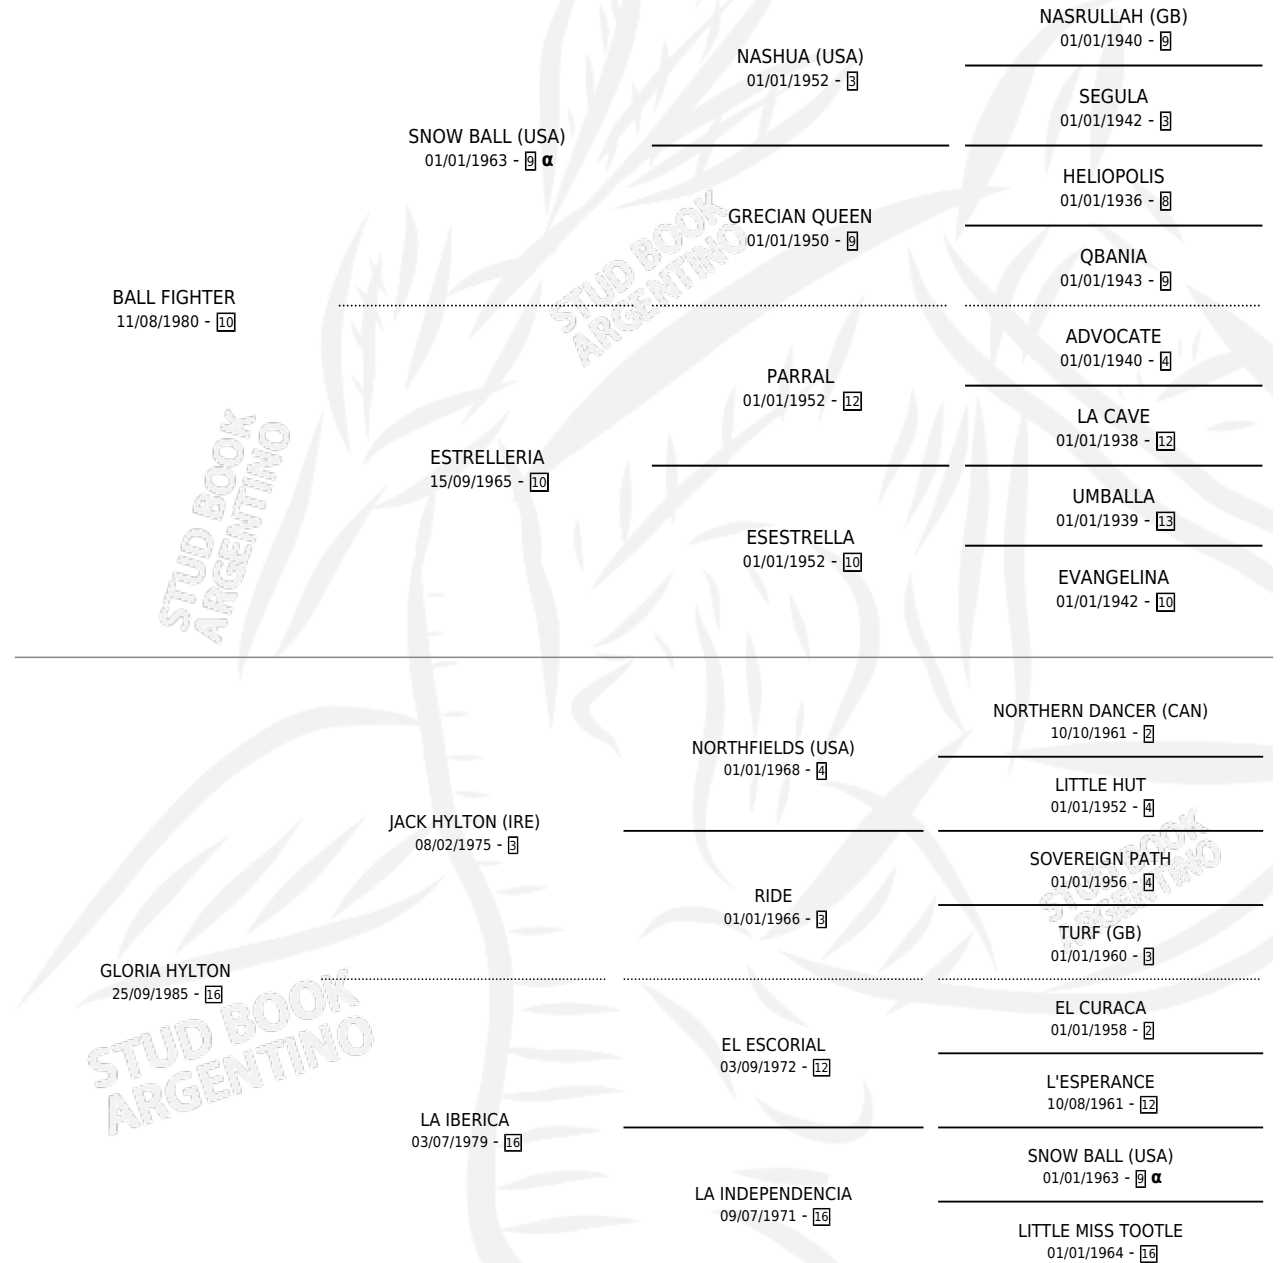 NASRULLAH (GB)
01/01/1940 - 9
NASHUA (USA)
01/01/1952 - 3
SEGULA
01/01/1942 - 3
SNOW BALL (USA)
01/01/1963 - 9 α
HELIOPOLIS
01/01/1936 - 8
GRECIAN QUEEN
01/01/1950 - 9
QBANIA
01/01/1943 - 9
STUD BOOK
ARGENTINO
BALL FIGHTER
11/08/1980 - 10
ADVOCATE
01/01/1940 - 4
PARRAL
01/01/1952 - 12
LA CAVE
01/01/1938 - 12
ESTRELLERIA
15/09/1965 - 10
UMBALLA
01/01/1939 - 13
ESESTRELLA
01/01/1952 - 10
EVANGELINA
01/01/1942 - 10
STUD BOOK
ARGENTINO
NORTHERN DANCER (CAN)
10/10/1961 - 2
NORTHFIELDS (USA)
01/01/1968 - 4
LITTLE HUT
01/01/1952 - 4
JACK HYLTON (IRE)
08/02/1975 - 3
SOVEREIGN PATH
01/01/1956 - 4
STUD BOOK
ARGENTINO
RIDE
01/01/1966 - 3
TURF (GB)
01/01/1960 - 3
GLORIA HYLTON
25/09/1985 - 16
STUD BOOK
ARGENTINO
EL CURACA
01/01/1958 - 2
EL ESCORIAL
03/09/1972 - 12
L'ESPERANCE
10/08/1961 - 12
LA IBERICA
03/07/1979 - 16
SNOW BALL (USA)
01/01/1963 - 9 α
LA INDEPENDENCIA
09/07/1971 - 16
LITTLE MISS TOOTLE
01/01/1964 - 16